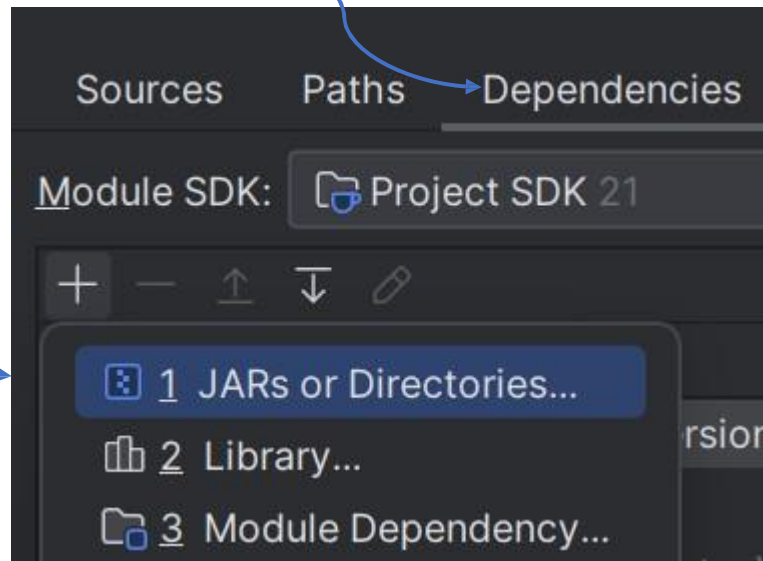 Sources Paths Dependencies
Module SDK: Project SDK 21
1 JARs or Directories...
2 Library...
3 Module Dependency...